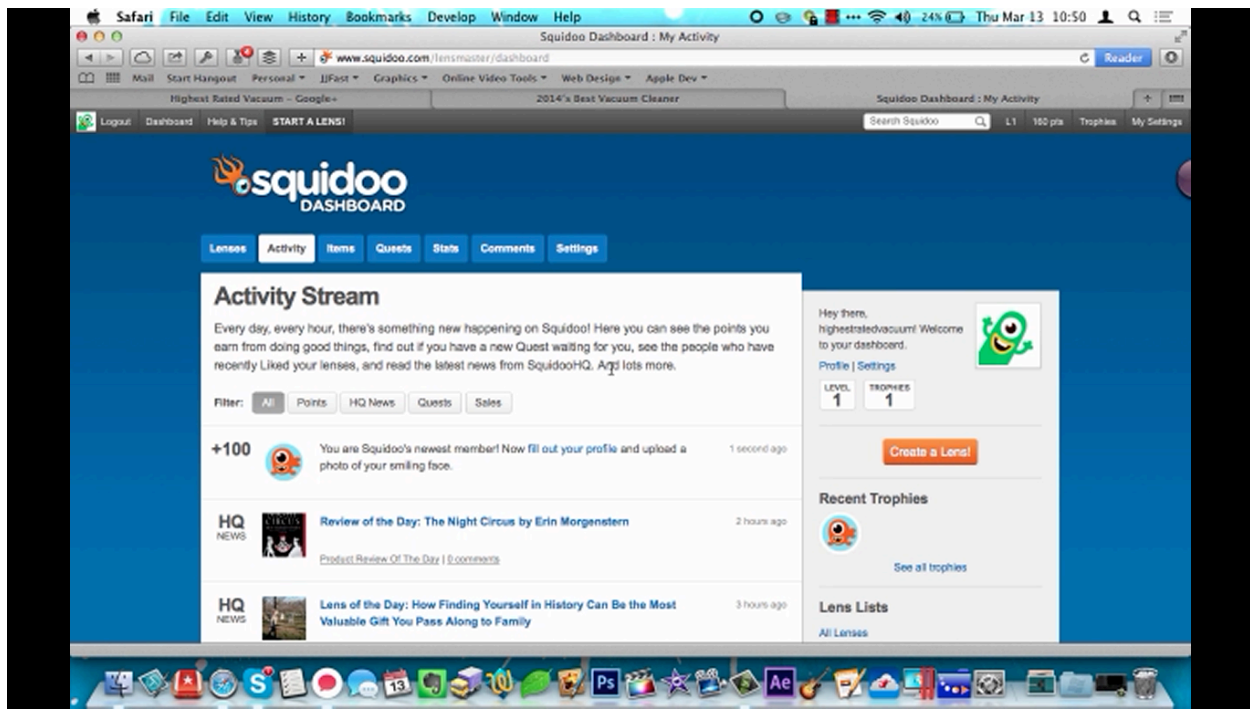 Safari File Edit View History Bookmarks Develop Window Help 24% Thu Mar 13 10:50
Squidoo Dashboard : My Activity
www.squidoo.com/lensmaster/dashboard Reader
Mail Start Hangout Personal JJFast Graphics Online Video Tools Web Design Apple Dev
Highest Rated Vacuum - Google+ 2014's Best Vacuum Cleaner Squidoo Dashboard : My Activity
Logout Dashboard Help & Tips START A LENS! Search Squidoo L1 160 pts Trophies My Settings
squidoo
DASHBOARD
Lenses Activity Items Quests Stats Comments Settings
Activity Stream
Every day, every hour, there's something new happening on Squidoo! Here you can see the points you
earn from doing good things, find out if you have a new Quest waiting for you, see the people who have
recently Liked your lenses, and read the latest news from SquidooHQ. And lots more.
Filter: All Points HQ News Quests Sales
+100 You are Squidoo's newest member! Now fill out your profile and upload a 1 second ago
photo of your smiling face.
HQ Review of the Day: The Night Circus by Erin Morgenstern 2 hours ago
NEWS
CIRCUS
Product Review Of The Day | 0 comments
HQ Lens of the Day: How Finding Yourself in History Can Be the Most 3 hours ago
NEWS Valuable Gift You Pass Along to Family
Hey there,
highestratedvacuum! Welcome
to your dashboard.
Profile | Settings
LEVEL TROPHIES
1 1
Create a Lens!
Recent Trophies
See all trophies
Lens Lists
All Lenses
13 Ps Ae